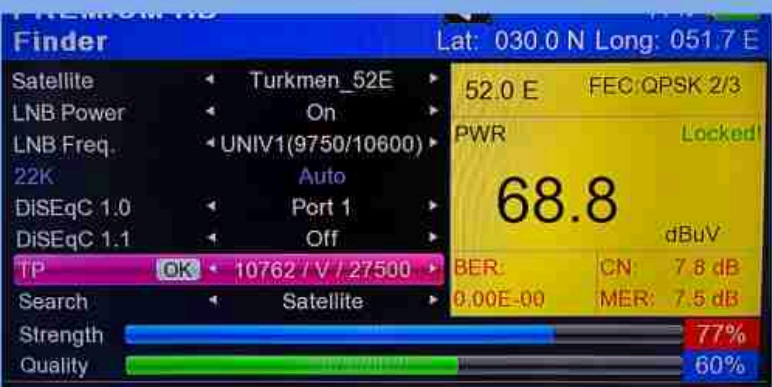 Finder
Lat: 030.0 N Long: 051.7 E
Satellite Turkmen_52E
LNB Power On
LNB Freq. UNIV1(9750/10600)
22K Auto
DiSEqC 1.0 Port 1
DiSEqC 1.1 Off
TP OK 10762 / V / 27500
Search Satellite
Strength 77%
Quality 60%
52.0 E FEC:QPSK 2/3
PWR Locked!
68.8
dBuV
BER: CN: 7.8 dB
0.00E-00 MER: 7.5 dB